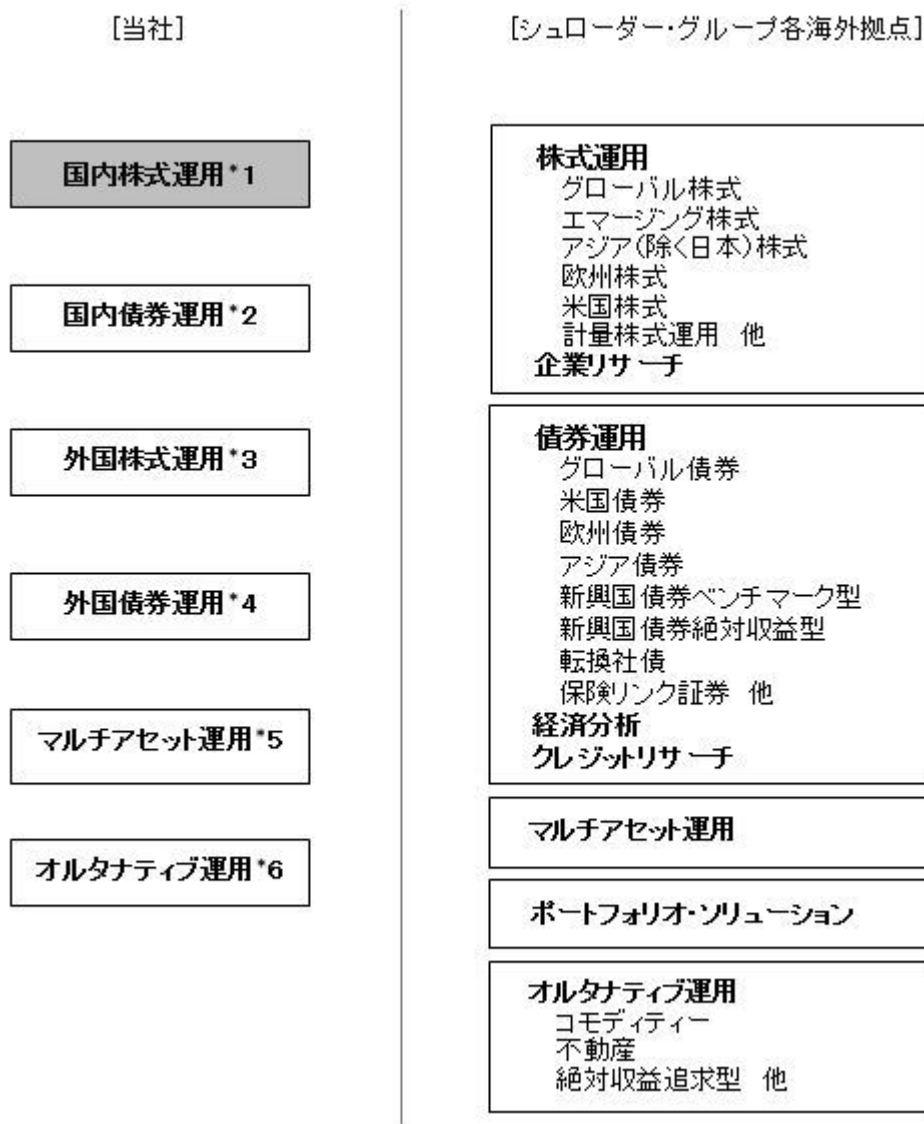 [当社]
国内株式運用*1
国内債券運用*2
外国株式運用*3
外国債券運用*4
マルチアセット運用*5
オルタナティブ運用*6
[シュローダー・グループ各海外拠点]
株式運用
グローバル株式
エマージング株式
アジア(除く日本)株式
欧州株式
米国株式
計量株式運用 他
企業リサーチ
債券運用
グローバル債券
米国債券
欧州債券
アジア債券
新興国債券ベンチマーク型
新興国債券絶対収益型
転換社債
保険リンク証券 他
経済分析
クレジットリサーチ
マルチアセット運用
ポートフォリオ・ソリューション
オルタナティブ運用
コモディティー
不動産
絶対収益追求型 他